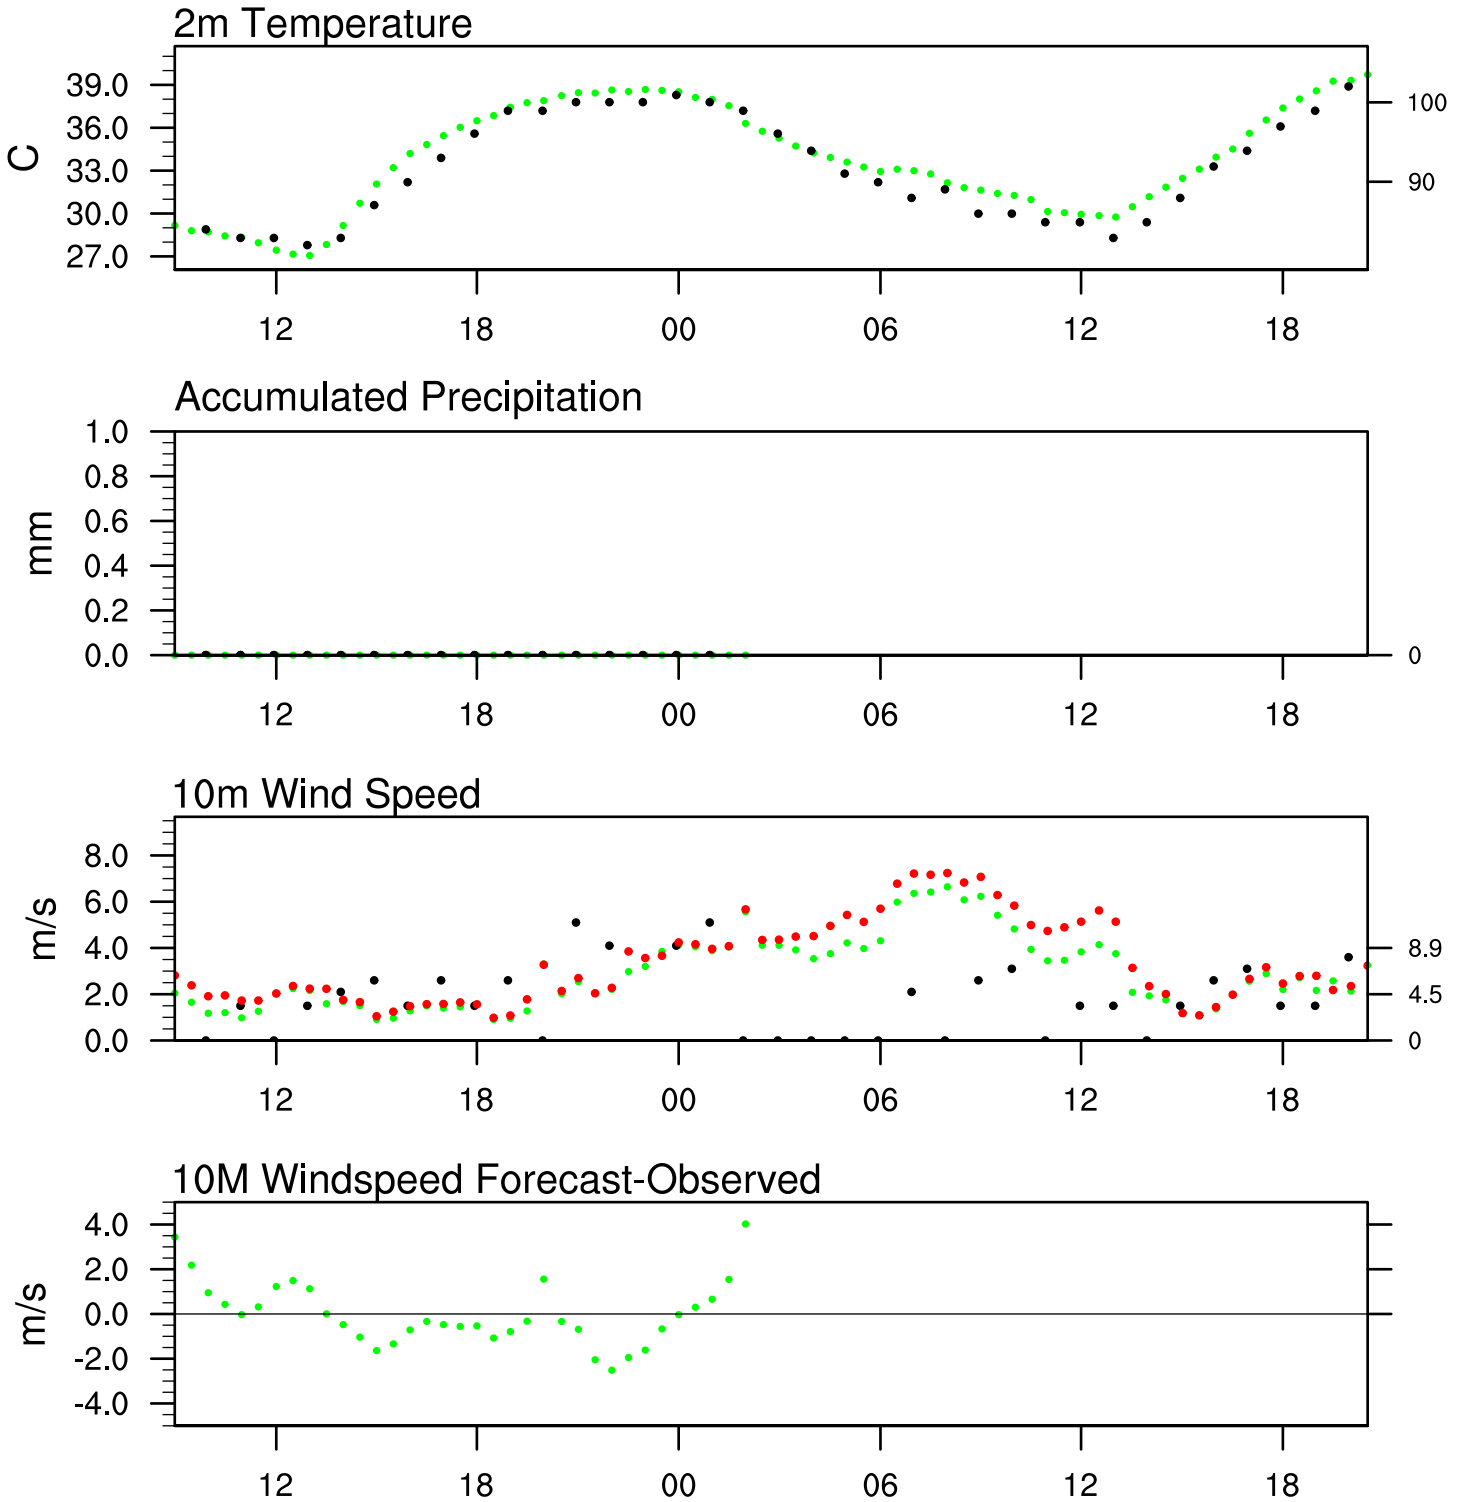 2m Temperature
C
39.0
36.0
33.0
30.0
27.0
100
90
12 18 00 06 12 18
Accumulated Precipitation
mm
1.0
0.8
0.6
0.4
0.2
0.0
0
12 18 00 06 12 18
10m Wind Speed
m/s
8.0
6.0
4.0
2.0
0.0
8.9
4.5
0
12 18 00 06 12 18
10M Windspeed Forecast-Observed
m/s
4.0
2.0
0.0
-2.0
-4.0
12 18 00 06 12 18